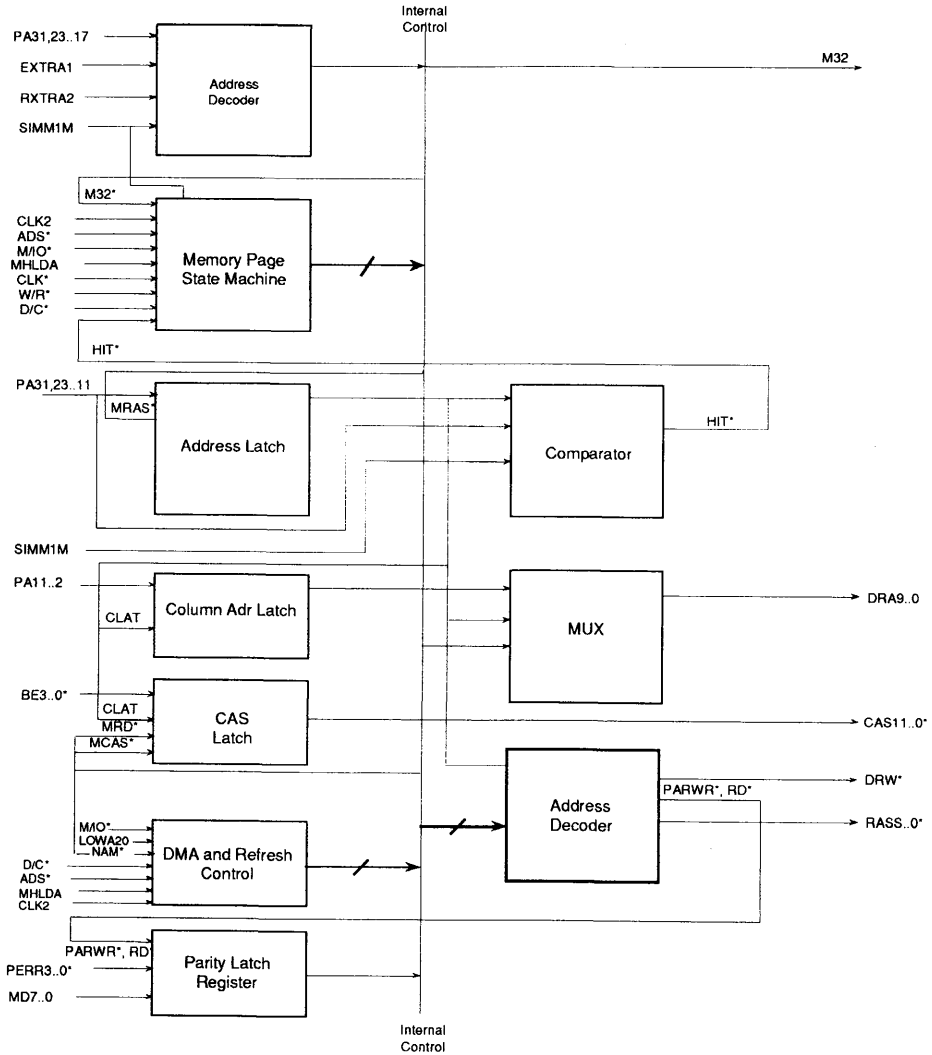 Internal
Control
PA31,23..17
EXTRA1
RXTRA2
SIMM1M
Address
Decoder
M32
M32*
CLK2
ADS*
M/IO*
MHLDA
CLK*
W/R*
D/C*
Memory Page
State Machine
HIT*
PA31,23..11
MRAS*
Address Latch
Comparator
HIT*
SIMM1M
PA11..2
CLAT
Column Adr Latch
MUX
DRA9..0
BE3..0*
CLAT
MRD*
MCAS*
CAS
Latch
CAS11..0*
Address
Decoder
DRW*
PARWR*, RD*
RASS..0*
M/IO*
LOWA20
NAM*
D/C*
ADS*
MHLDA
CLK2
DMA and Refresh
Control
PARWR*, RD*
PERR3..0*
MD7..0
Parity Latch
Register
Internal
Control